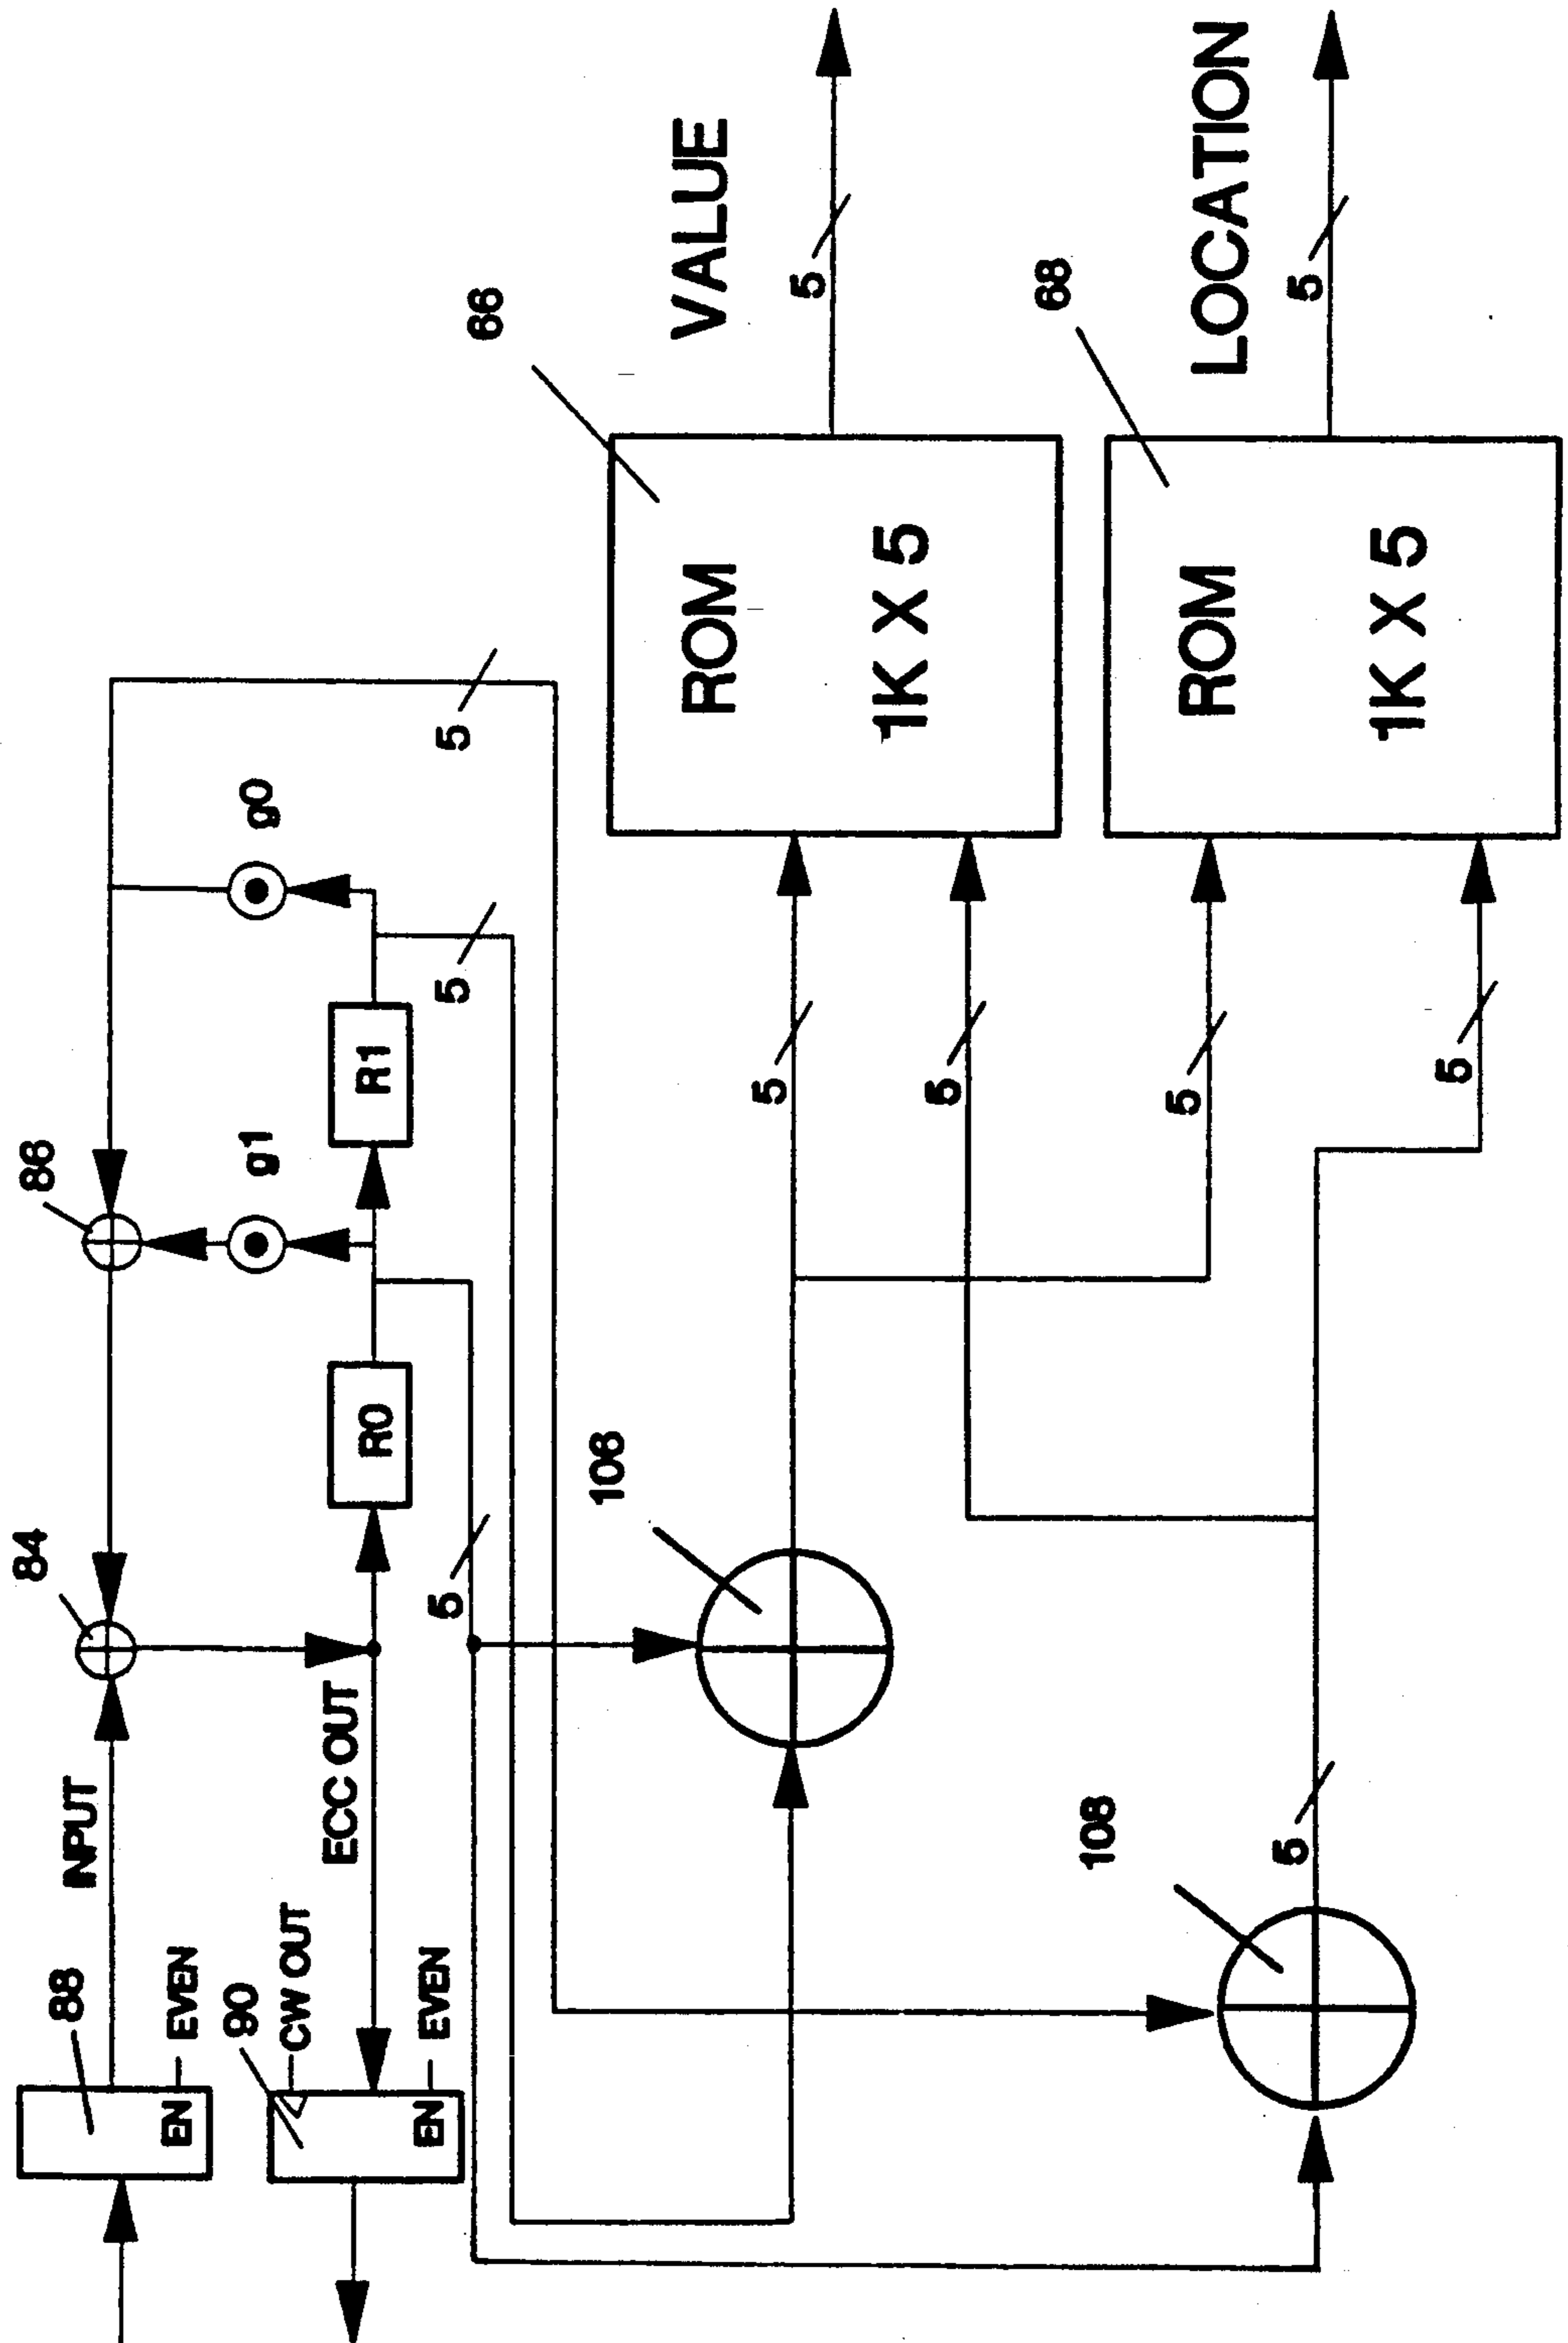 88
EN
EVEN
INPUT
84
86
90
CW OUT
EN
EVEN
ECC OUT
R0
g1
R1
g0
5
5
5
108
108
5
5
5
5
5
66
ROM
1K X 5
68
ROM
1K X 5
5
VALUE
5
LOCATION